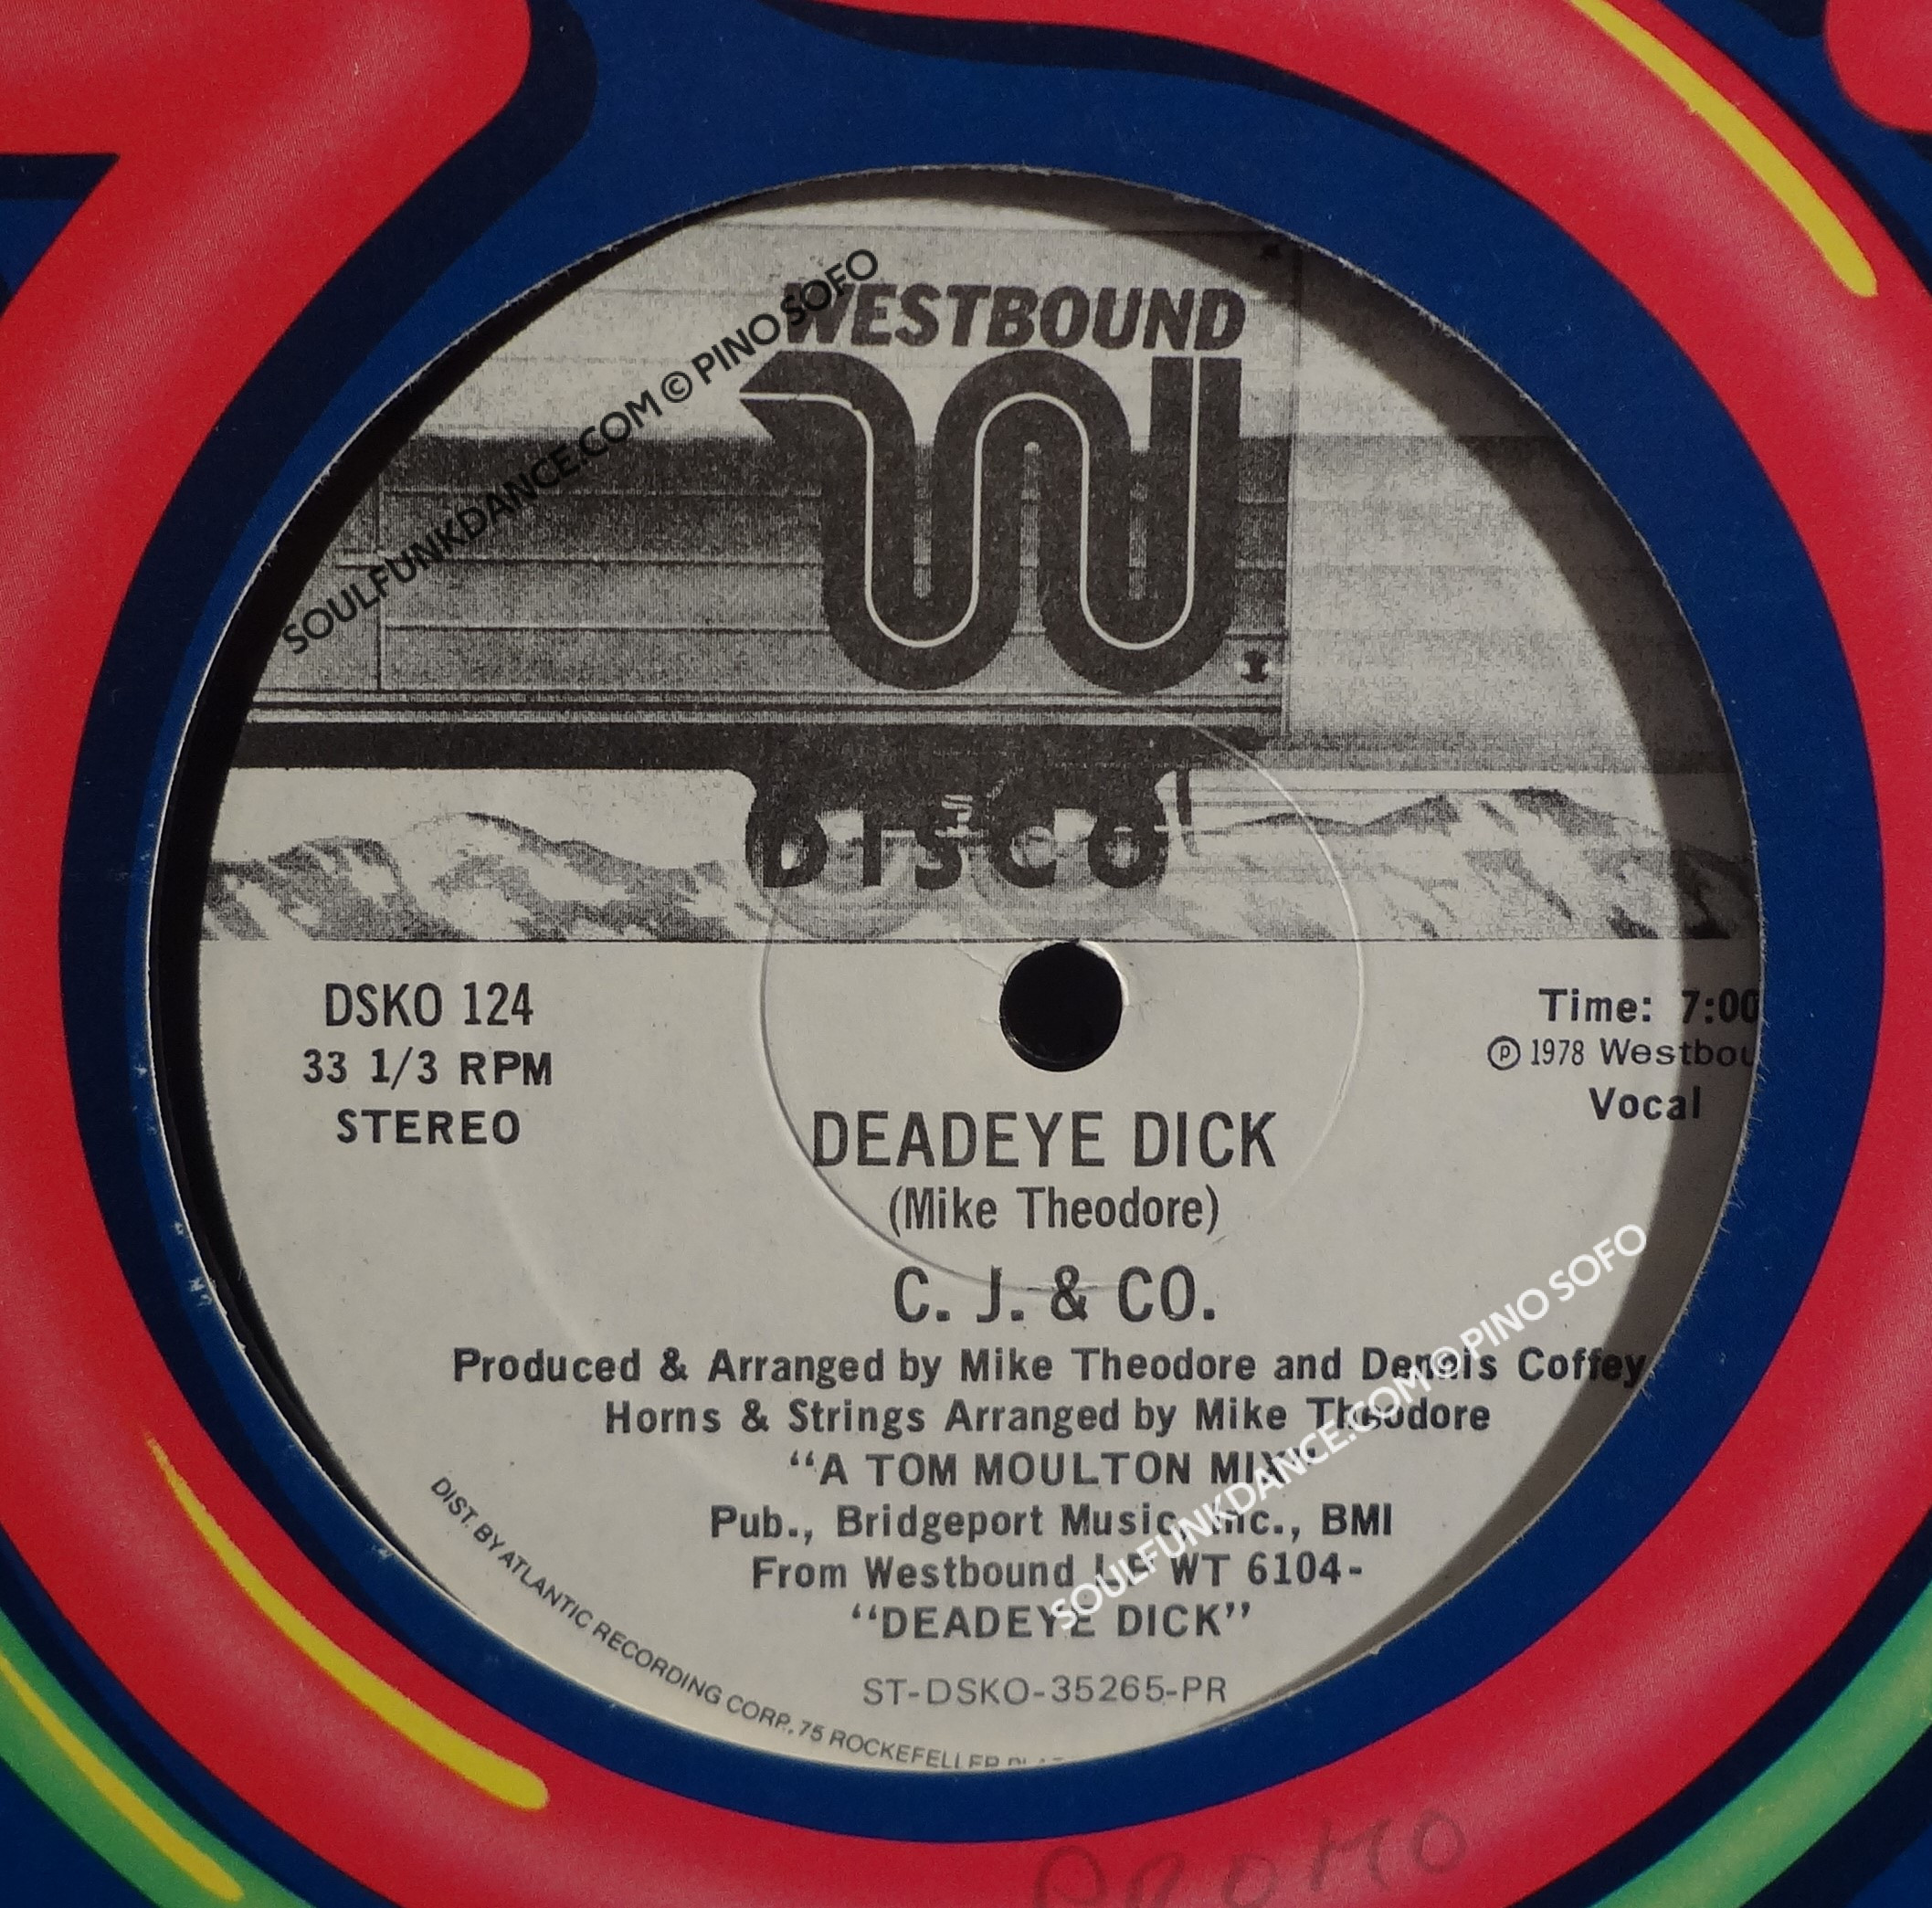 WESTBOUND
DISCO
DSKO 124
33 1/3 RPM
STEREO
Time: 7:00
℗ 1978
Vocal
DEADEYE DICK
(Mike Theodore)
C. J. & CO.
Produced & Arranged by Mike Theodore and Dennis Coffey
Horns & Strings Arranged by Mike Theodore
“A TOM MOULTON MIX”
Pub., Bridgeport Music, Inc., BMI
From Westbound LP WT 6104-
“DEADEYE DICK”
ST-DSKO-35265-PR
DIST. BY ATLANTIC RECORDING CORP., 75 ROCKEFELLER
PROMO
SOULFUNKDANCE.COM © PINO SOFO
SOULFUNKDANCE.COM © PINO SOFO